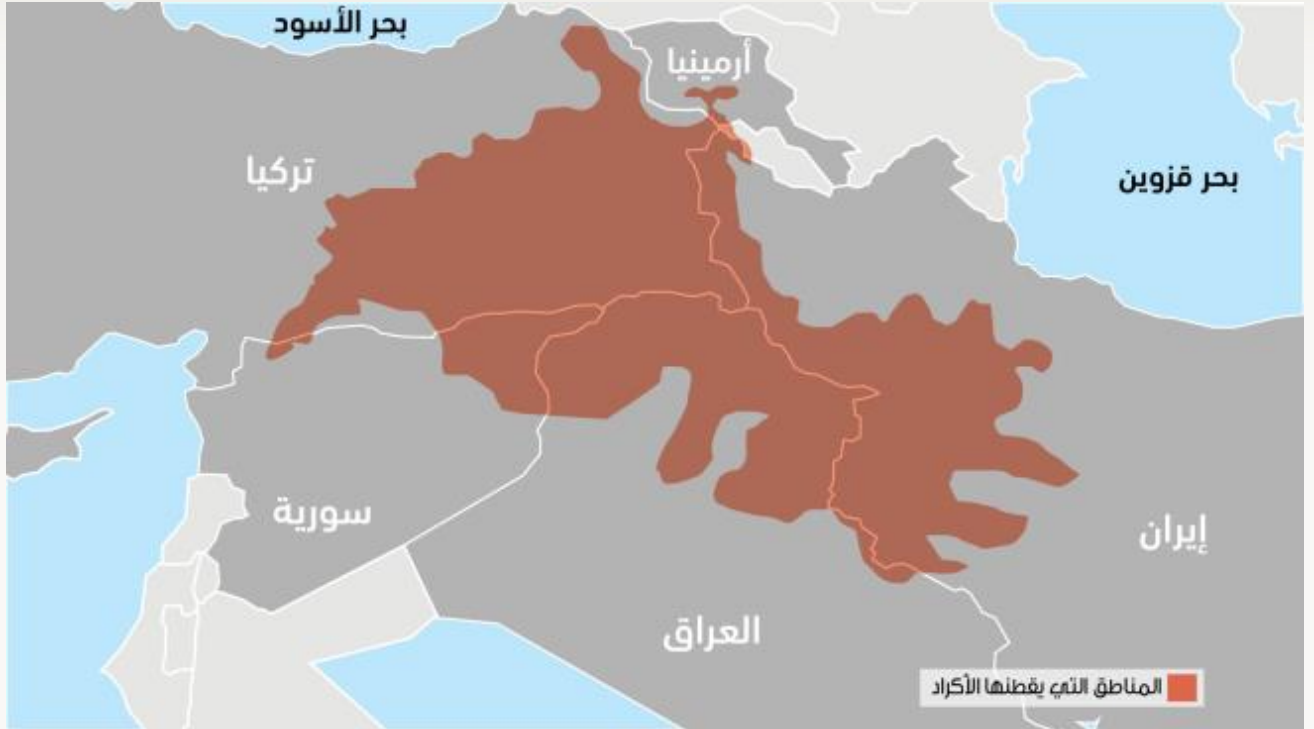 بحر الأسود
أرمينيا
تركيا
بحر قزوين
سورية
إيران
العراق
المناطق التي يقطنها الأكراد